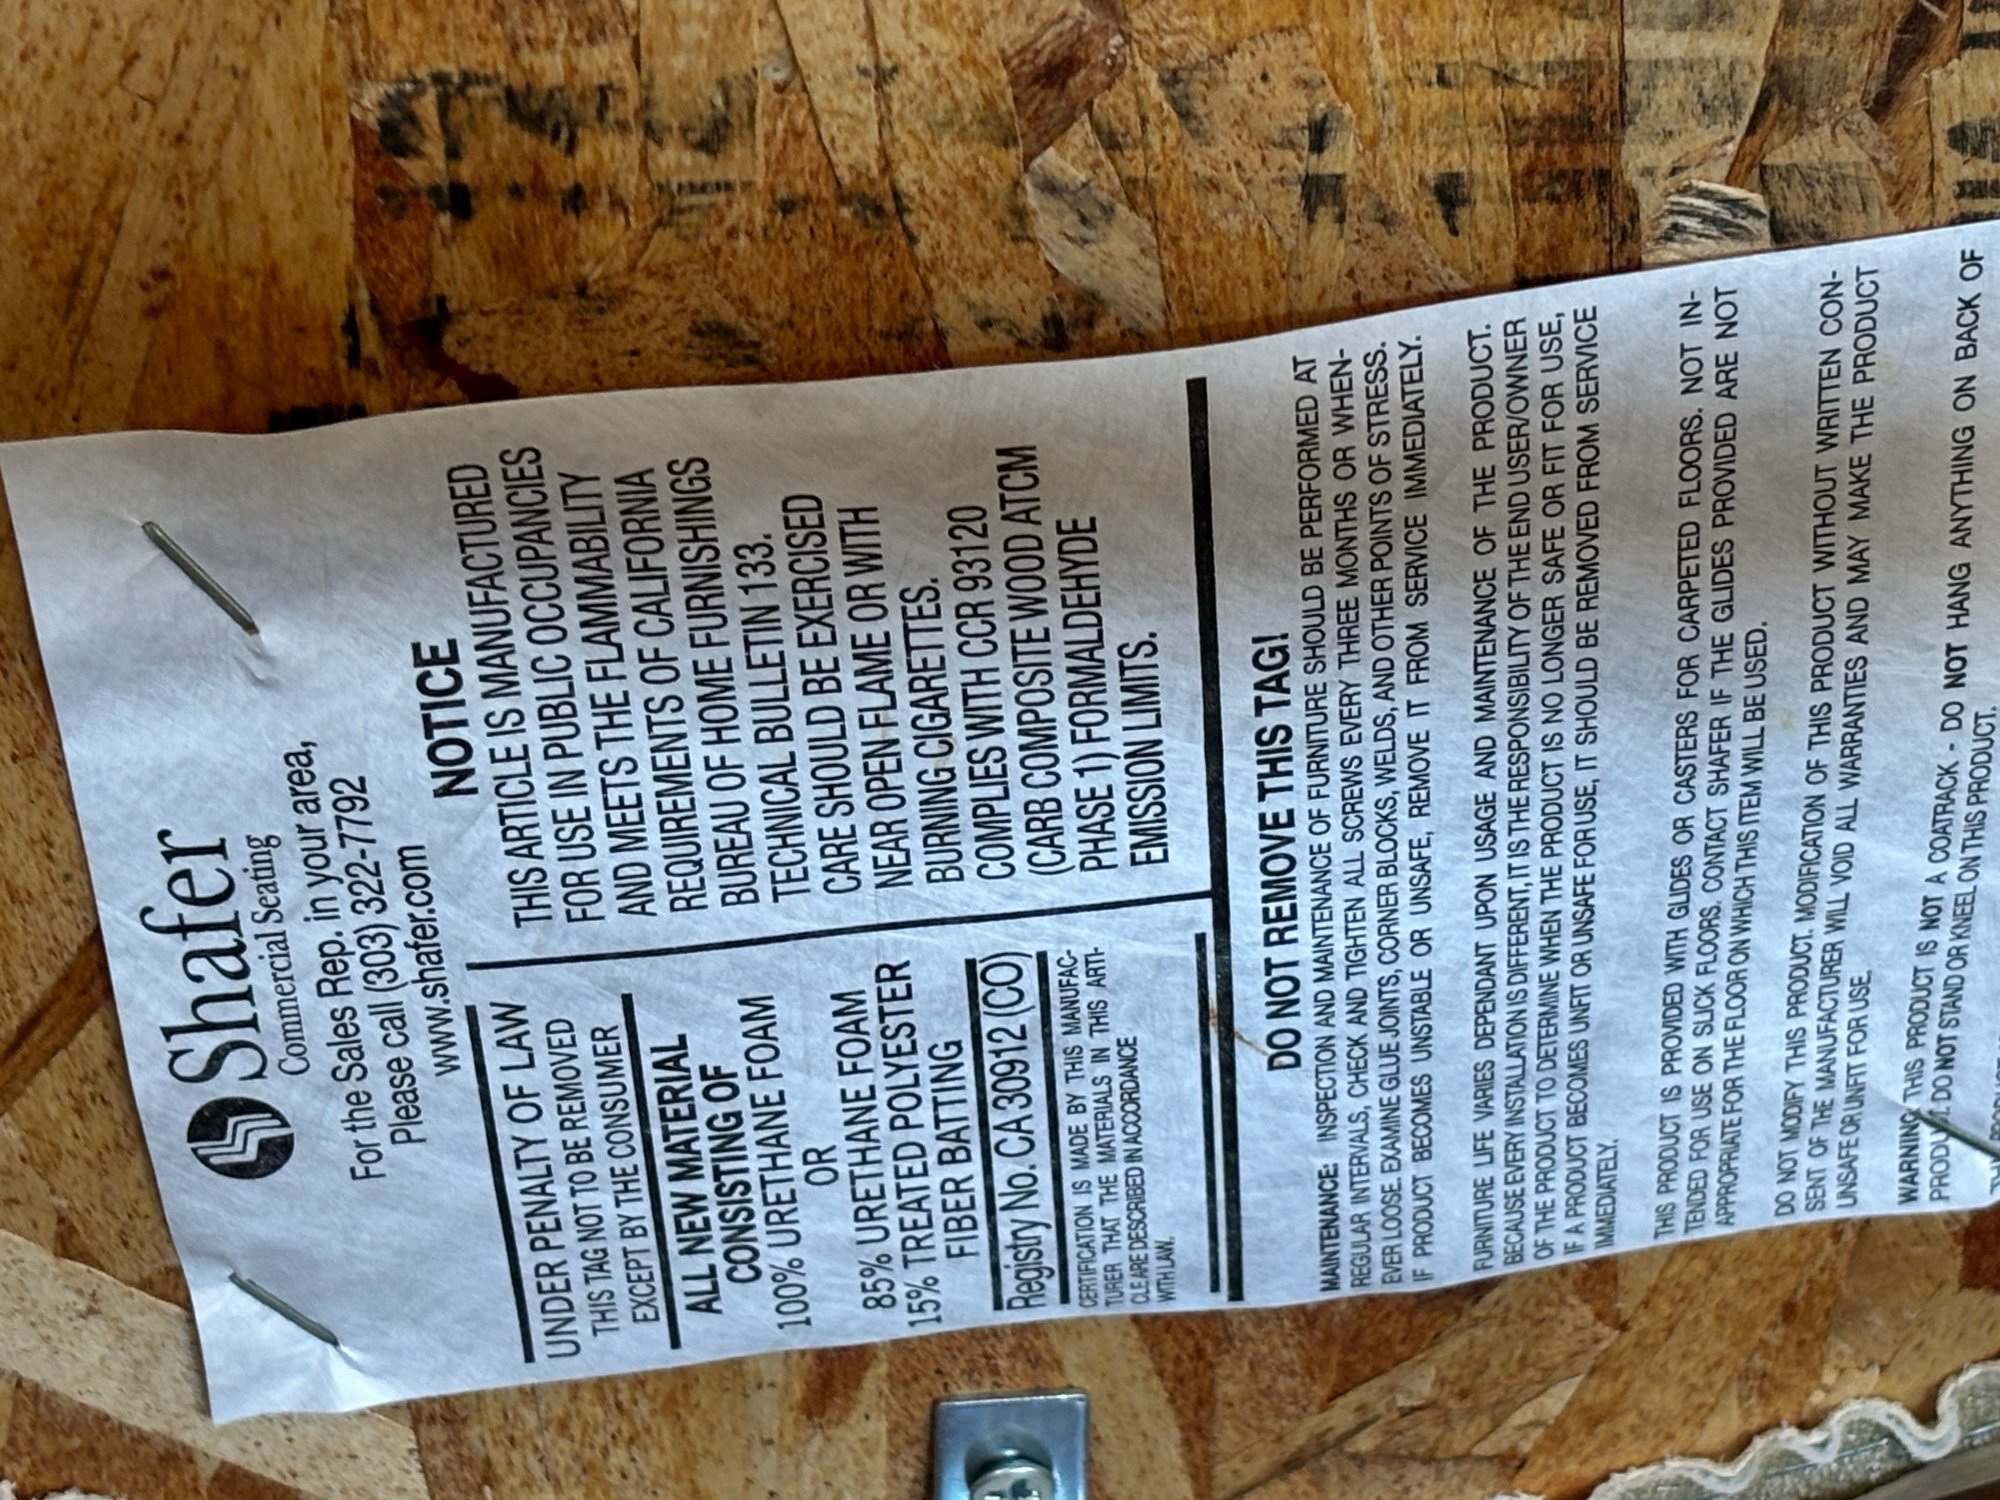 Shafer
Commercial Seating
For the Sales Rep. in your area,
Please call (303) 322-7792
www.shafer.com
UNDER PENALTY OF LAW
THIS TAG NOT TO BE REMOVED
EXCEPT BY THE CONSUMER
ALL NEW MATERIAL
CONSISTING OF
100% URETHANE FOAM
OR
85% URETHANE FOAM
15% TREATED POLYESTER
FIBER BATTING
Registry No. CA 30912 (CO)
CERTIFICATION IS MADE BY THIS MANUFAC-
TURER THAT THE MATERIALS IN THIS ARTI-
CLE ARE DESCRIBED IN ACCORDANCE
WITH LAW.
NOTICE
THIS ARTICLE IS MANUFACTURED
FOR USE IN PUBLIC OCCUPANCIES
AND MEETS THE FLAMMABILITY
REQUIREMENTS OF CALIFORNIA
BUREAU OF HOME FURNISHINGS
TECHNICAL BULLETIN 133.
CARE SHOULD BE EXERCISED
NEAR OPEN FLAME OR WITH
BURNING CIGARETTES.
COMPLIES WITH CCR 93120
(CARB COMPOSITE WOOD ATCM
PHASE 1) FORMALDEHYDE
EMISSION LIMITS.
DO NOT REMOVE THIS TAG!
MAINTENANCE: INSPECTION AND MAINTENANCE OF FURNITURE SHOULD BE PERFORMED AT
REGULAR INTERVALS, CHECK AND TIGHTEN ALL SCREWS EVERY THREE MONTHS OR WHEN-
EVER LOOSE. EXAMINE GLUE JOINTS, CORNER BLOCKS, WELDS, AND OTHER POINTS OF STRESS.
IF PRODUCT BECOMES UNSTABLE OR UNSAFE, REMOVE IT FROM SERVICE IMMEDIATELY.
FURNITURE LIFE VARIES DEPENDANT UPON USAGE AND MAINTENANCE OF THE PRODUCT.
BECAUSE EVERY INSTALLATION IS DIFFERENT, IT IS THE RESPONSIBILITY OF THE END USER/OWNER
OF THE PRODUCT TO DETERMINE WHEN THE PRODUCT IS NO LONGER SAFE OR FIT FOR USE,
IF A PRODUCT BECOMES UNFIT OR UNSAFE FOR USE, IT SHOULD BE REMOVED FROM SERVICE
IMMEDIATELY.
THIS PRODUCT IS PROVIDED WITH GLIDES OR CASTERS FOR CARPETED FLOORS. NOT IN-
TENDED FOR USE ON SLICK FLOORS. CONTACT SHAFER IF THE GLIDES PROVIDED ARE NOT
APPROPRIATE FOR THE FLOOR ON WHICH THIS ITEM WILL BE USED.
DO NOT MODIFY THIS PRODUCT. MODIFICATION OF THIS PRODUCT WITHOUT WRITTEN CON-
SENT OF THE MANUFACTURER WILL VOID ALL WARRANTIES AND MAY MAKE THE PRODUCT
UNSAFE OR UNFIT FOR USE.
WARNING: THIS PRODUCT IS NOT A COATRACK - DO NOT HANG ANYTHING ON BACK OF
PRODUCT. DO NOT STAND OR KNEEL ON THIS PRODUCT.